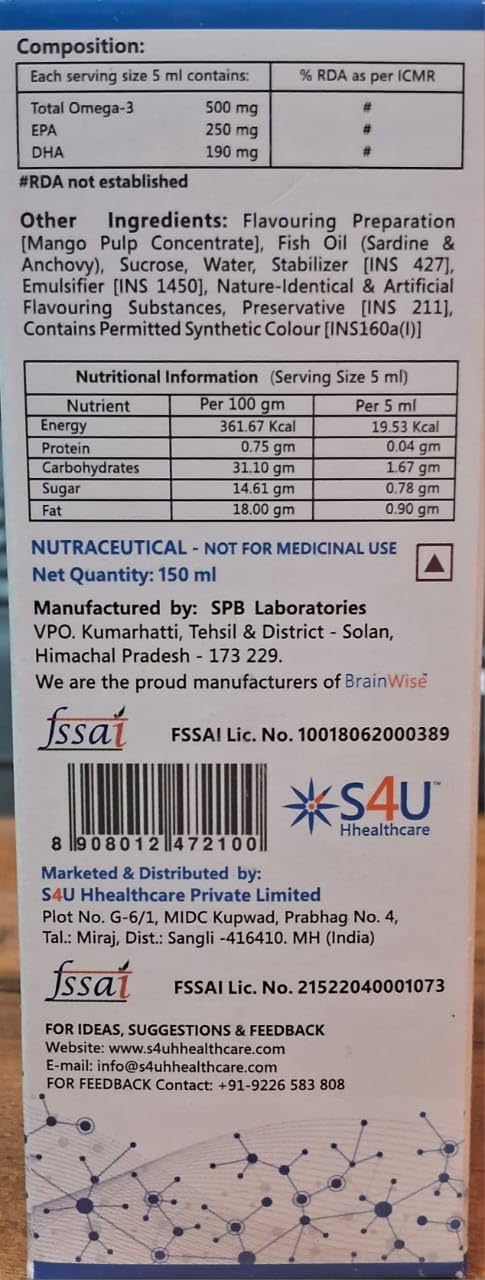 Composition:
Each serving size 5 ml contains: % RDA as per ICMR
Total Omega-3 500 mg #
EPA 250 mg #
DHA 190 mg #
#RDA not established
Other Ingredients: Flavouring Preparation
[Mango Pulp Concentrate], Fish Oil (Sardine &
Anchovy), Sucrose, Water, Stabilizer [INS 427],
Emulsifier [INS 1450], Nature-Identical & Artificial
Flavouring Substances, Preservative [INS 211],
Contains Permitted Synthetic Colour [INS160a(I)]
Nutritional Information (Serving Size 5 ml)
Nutrient Per 100 gm Per 5 ml
Energy 361.67 Kcal 19.53 Kcal
Protein 0.75 gm 0.04 gm
Carbohydrates 31.10 gm 1.67 gm
Sugar 14.61 gm 0.78 gm
Fat 18.00 gm 0.90 gm
NUTRACEUTICAL - NOT FOR MEDICINAL USE
Net Quantity: 150 ml
Manufactured by: SPB Laboratories
VPO. Kumarhatti, Tehsil & District - Solan,
Himachal Pradesh - 173 229.
We are the proud manufacturers of BrainWise™
fssai FSSAI Lic. No. 10018062000389
8 908012 472100
S4U™
Hhealthcare
Marketed & Distributed by:
S4U Hhealthcare Private Limited
Plot No. G-6/1, MIDC Kupwad, Prabhag No. 4,
Tal.: Miraj, Dist.: Sangli -416410. MH (India)
fssai FSSAI Lic. No. 21522040001073
FOR IDEAS, SUGGESTIONS & FEEDBACK
Website: www.s4uhhealthcare.com
E-mail: info@s4uhhealthcare.com
FOR FEEDBACK Contact: +91-9226 583 808